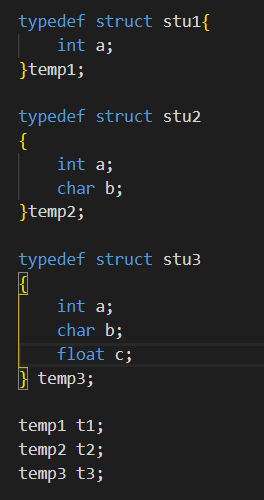 typedef struct stu1{
    int a;
}temp1;

typedef struct stu2
{
    int a;
    char b;
}temp2;

typedef struct stu3
{
    int a;
    char b;
    float c;
} temp3;

temp1 t1;
temp2 t2;
temp3 t3;